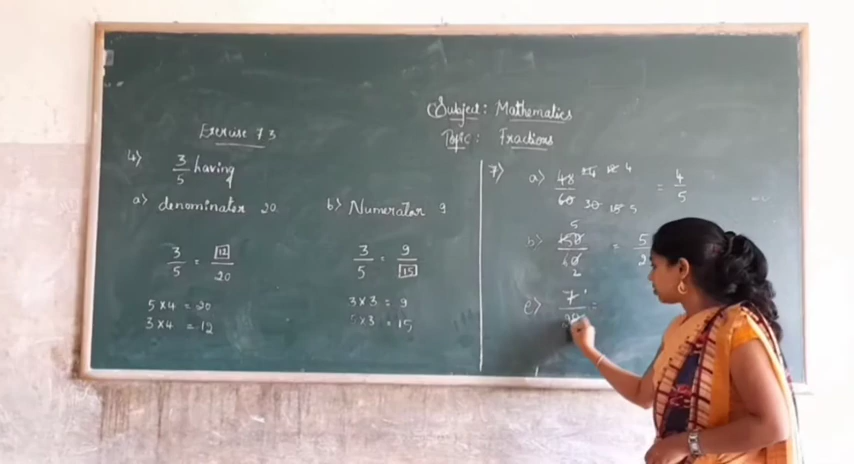 Subject: Mathematics
Topic: Fractions
Exercise 7 3
4) 3/5 having
a) denominator 20
3/5 = 12/20
5 x 4 = 20
3 x 4 = 12
b) Numerator 9
3/5 = 9/15
3 x 3 = 9
5 x 3 = 15
7) a) 48/60 24 12 4 30 15 5 = 4/5
b) 5 150/60 2 = 5/2
e) 7/28 =